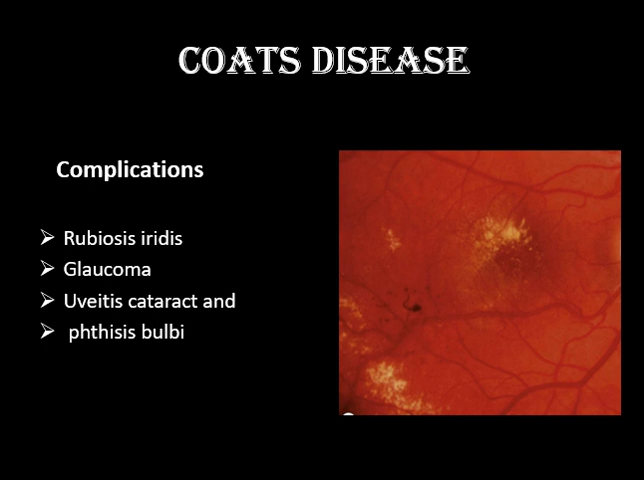 COATS DISEASE
Complications
➢ Rubiosis iridis
➢ Glaucoma
➢ Uveitis cataract and
➢ phthisis bulbi